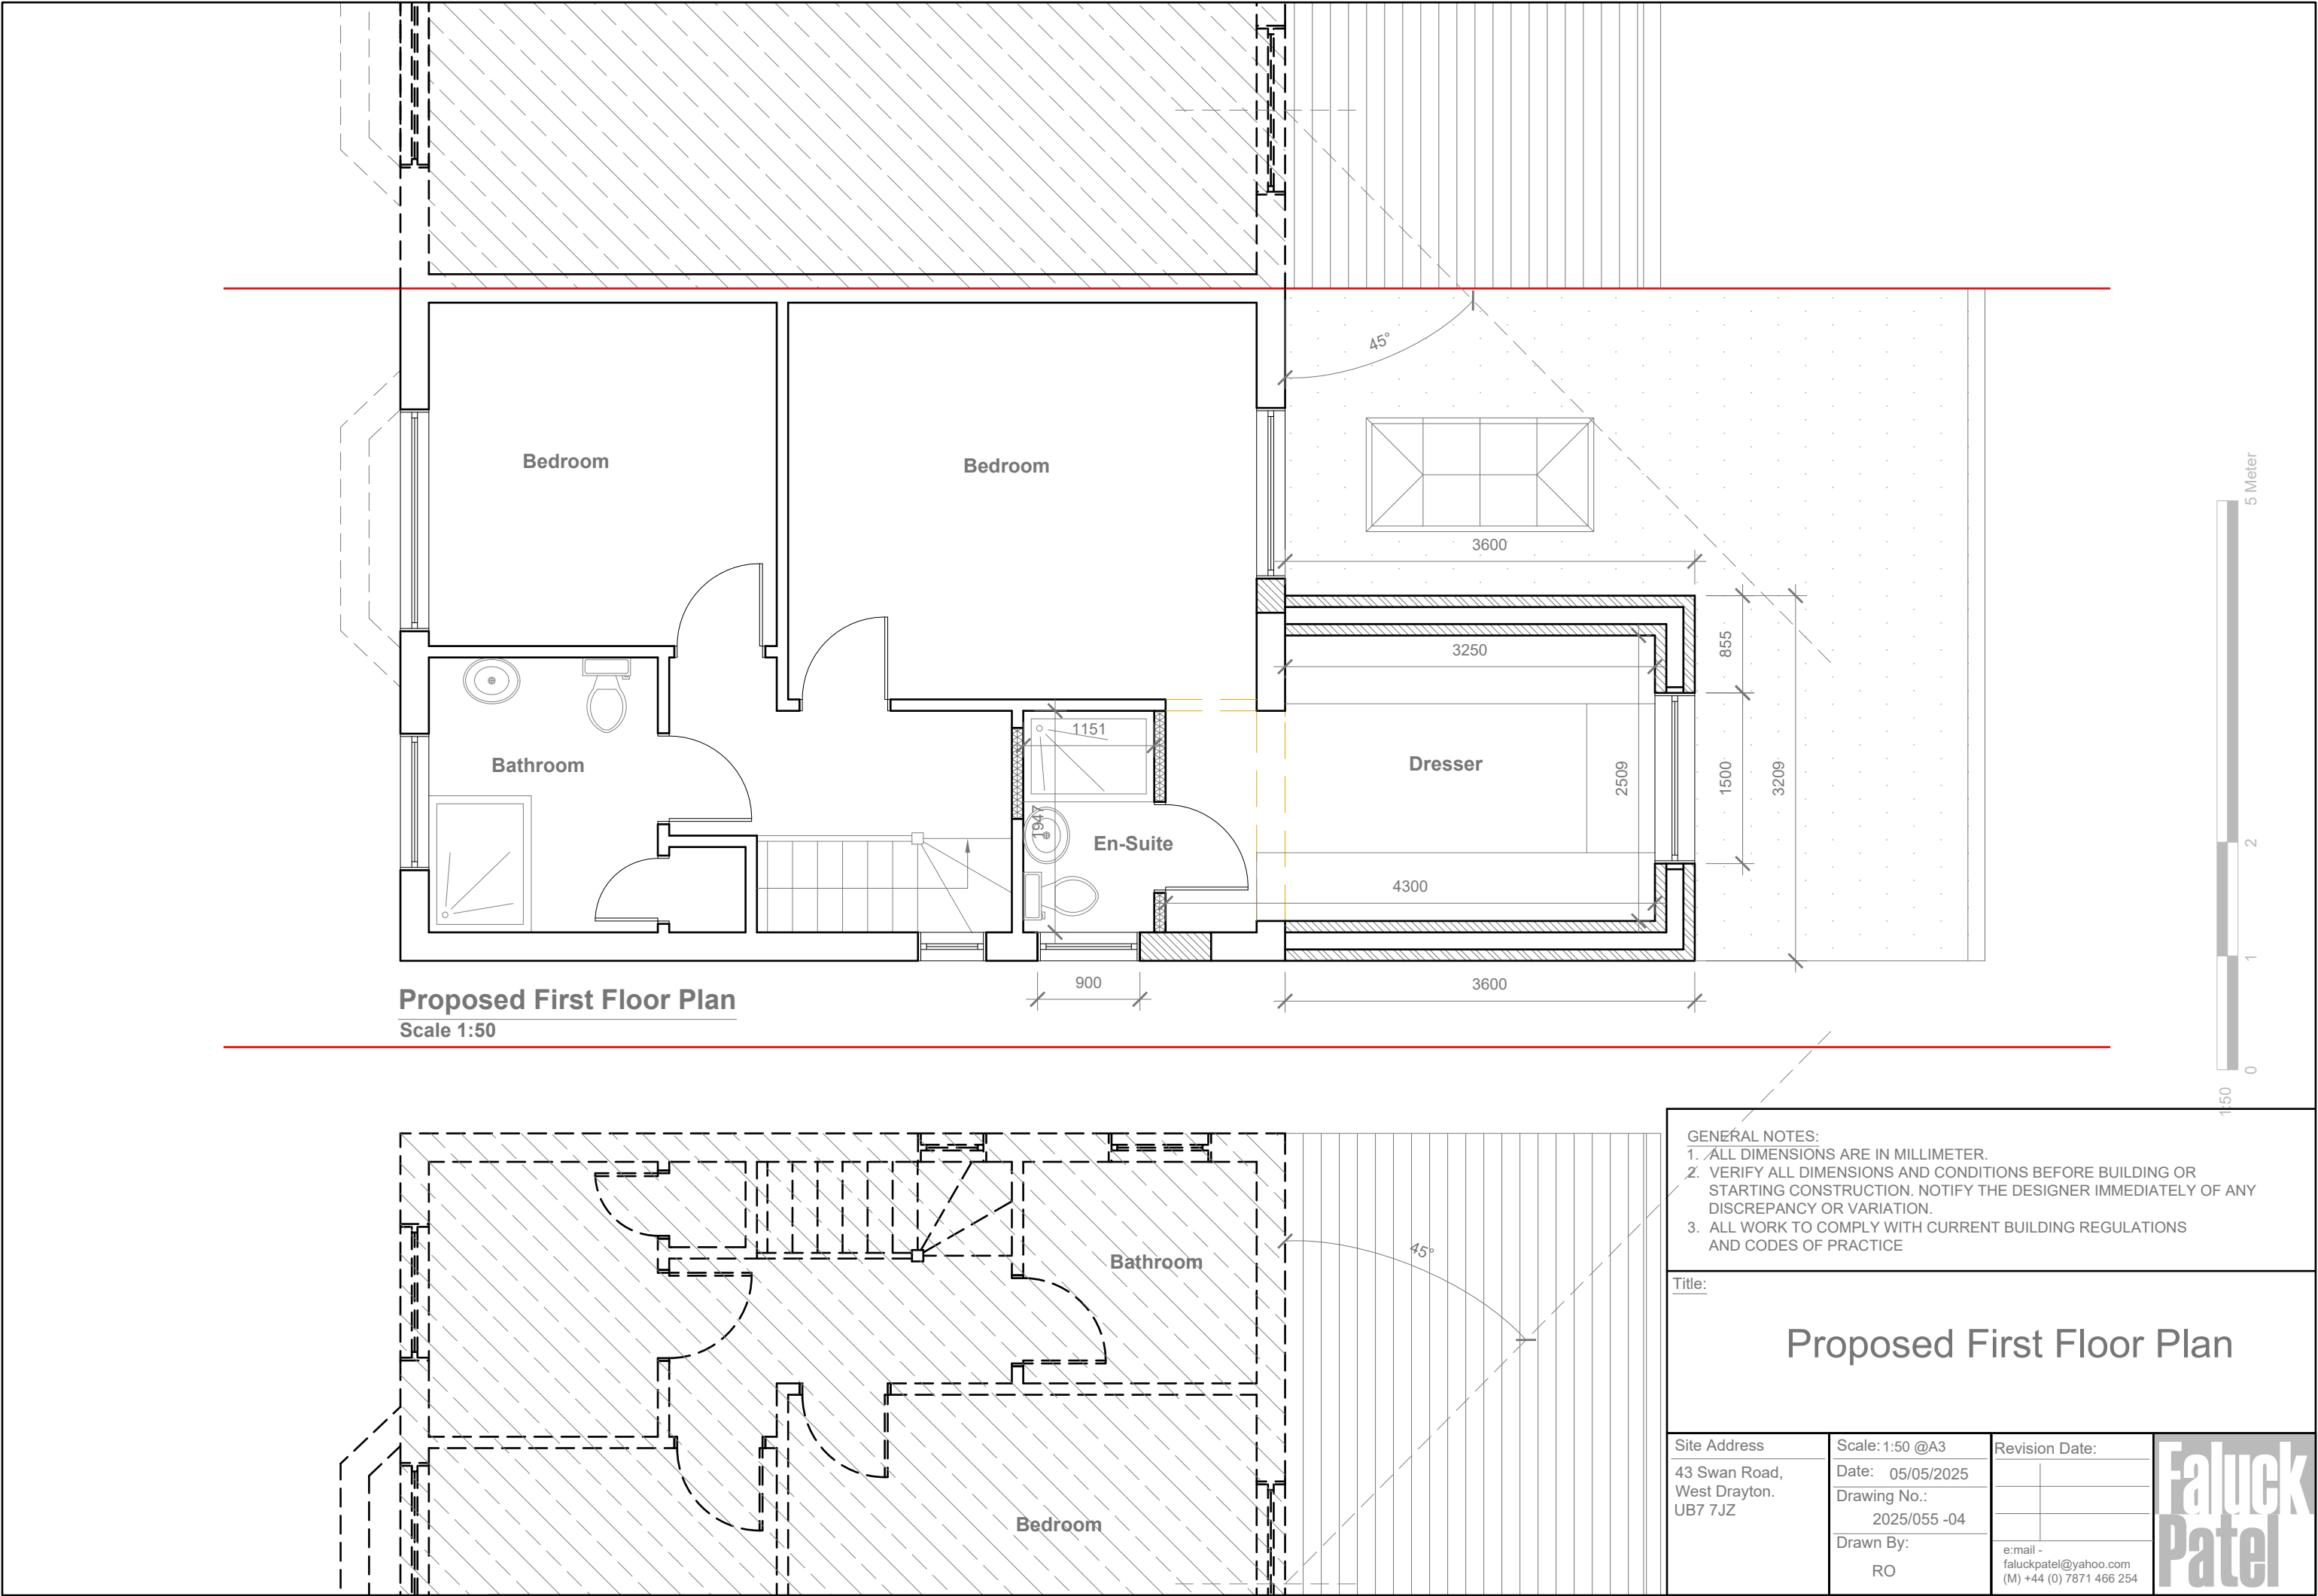 45°
Bedroom
Bedroom
5 Meter
3600
3250
855
1151
Bathroom
Dresser
2509
1500
3209
1947
En-Suite
2
4300
1
900
3600
Proposed First Floor Plan
Scale 1:50
0
1:50
GENERAL NOTES:
1. ALL DIMENSIONS ARE IN MILLIMETER.
2. VERIFY ALL DIMENSIONS AND CONDITIONS BEFORE BUILDING OR
STARTING CONSTRUCTION. NOTIFY THE DESIGNER IMMEDIATELY OF ANY
DISCREPANCY OR VARIATION.
3. ALL WORK TO COMPLY WITH CURRENT BUILDING REGULATIONS
AND CODES OF PRACTICE
45°
Bathroom
Bedroom
Title:
Proposed First Floor Plan
Site Address
43 Swan Road,
West Drayton.
UB7 7JZ
Scale: 1:50 @A3
Date: 05/05/2025
Drawing No.:
2025/055 -04
Drawn By:
RO
Revision Date:
e:mail -
faluckpatel@yahoo.com
(M) +44 (0) 7871 466 254
Faluck
Patel